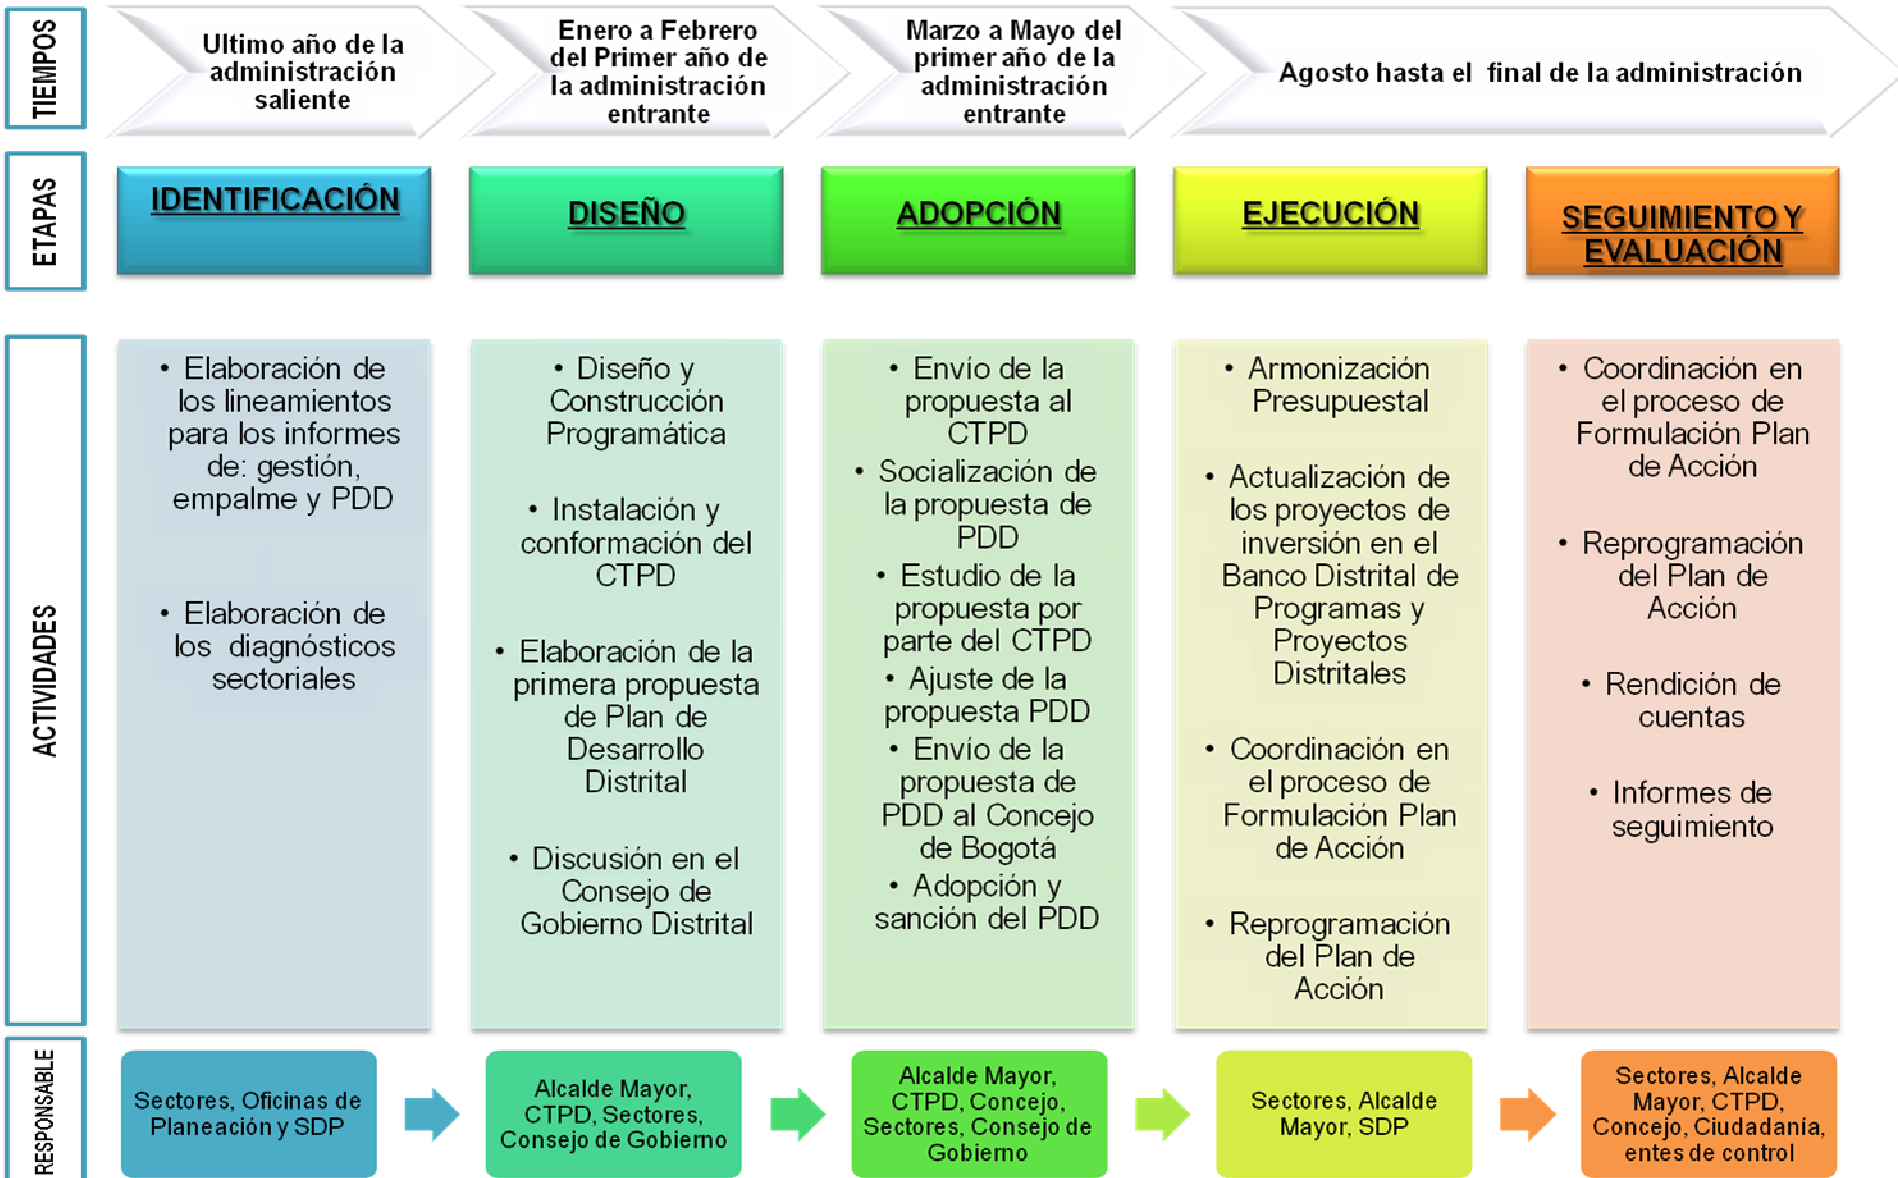 TIEMPOS
Ultimo año de la
administración
saliente
Enero a Febrero
del Primer año de
la administración
entrante
Marzo a Mayo del
primer año de la
administración
entrante
Agosto hasta el final de la administración
ETAPAS
IDENTIFICACIÓN
DISEÑO
ADOPCIÓN
EJECUCIÓN
SEGUIMIENTO Y
EVALUACIÓN
ACTIVIDADES
• Elaboración de
los lineamientos
para los informes
de: gestión,
empalme y PDD
• Elaboración de
los diagnósticos
sectoriales
• Diseño y
Construcción
Programática
• Instalación y
conformación del
CTPD
• Elaboración de la
primera propuesta
de Plan de
Desarrollo
Distrital
• Discusión en el
Consejo de
Gobierno Distrital
• Envío de la
propuesta al
CTPD
• Socialización de
la propuesta de
PDD
• Estudio de la
propuesta por
parte del CTPD
• Ajuste de la
propuesta PDD
• Envío de la
propuesta de
PDD al Concejo
de Bogotá
• Adopción y
sanción del PDD
• Armonización
Presupuestal
• Actualización de
los proyectos de
inversión en el
Banco Distrital de
Programas y
Proyectos
Distritales
• Coordinación en
el proceso de
Formulación Plan
de Acción
• Reprogramación
del Plan de
Acción
• Coordinación en
el proceso de
Formulación Plan
de Acción
• Reprogramación
del Plan de
Acción
• Rendición de
cuentas
• Informes de
seguimiento
RESPONSABLE
Sectores, Oficinas de
Planeación y SDP
Alcalde Mayor,
CTPD, Sectores,
Consejo de Gobierno
Alcalde Mayor,
CTPD, Concejo,
Sectores, Consejo de
Gobierno
Sectores, Alcalde
Mayor, SDP
Sectores, Alcalde
Mayor, CTPD,
Concejo, Ciudadanía,
entes de control